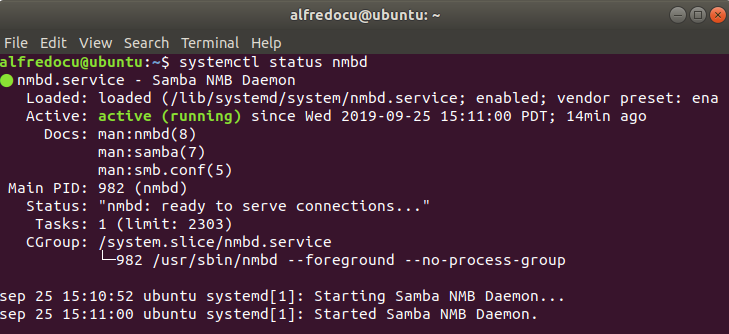 alfredocu@ubuntu: ~
File Edit View Search Terminal Help
alfredocu@ubuntu:~$ systemctl status nmbd
● nmbd.service - Samba NMB Daemon
Loaded: loaded (/lib/systemd/system/nmbd.service; enabled; vendor preset: ena
Active: active (running) since Wed 2019-09-25 15:11:00 PDT; 14min ago
Docs: man:nmbd(8)
man:samba(7)
man:smb.conf(5)
Main PID: 982 (nmbd)
Status: "nmbd: ready to serve connections..."
Tasks: 1 (limit: 2303)
CGroup: /system.slice/nmbd.service
└─982 /usr/sbin/nmbd --foreground --no-process-group
sep 25 15:10:52 ubuntu systemd[1]: Starting Samba NMB Daemon...
sep 25 15:11:00 ubuntu systemd[1]: Started Samba NMB Daemon.